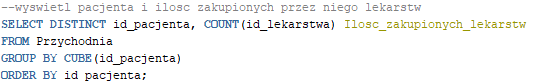 --wyswietl pacjenta i ilosc zakupionych przez niego lekarstw
SELECT DISTINCT id_pacjenta, COUNT(id_lekarstwa) Ilosc_zakupionych_lekarstw
FROM Przychodnia
GROUP BY CUBE(id_pacjenta)
ORDER BY id_pacjenta;